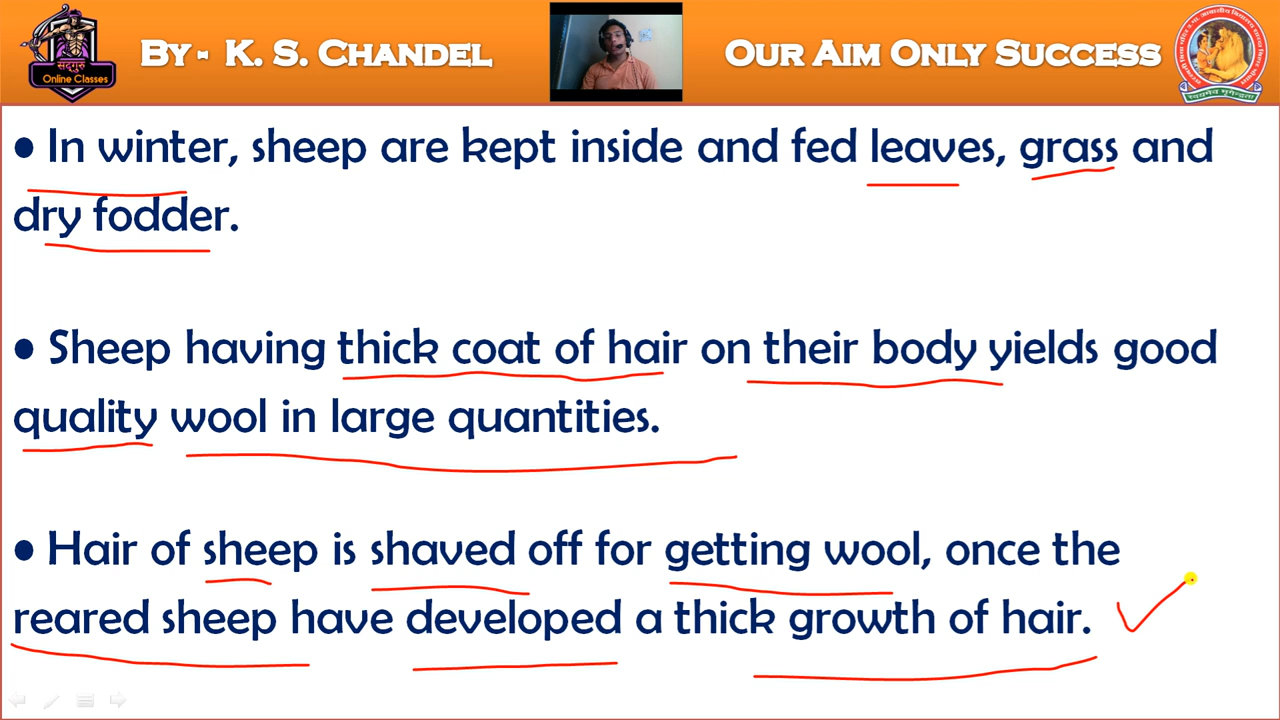 सद्गुरु
Online Classes
BY - K. S. CHANDEL
OUR AIM ONLY SUCCESS
स्वयमेव मृगेन्द्रता
• In winter, sheep are kept inside and fed leaves, grass and
dry fodder.
• Sheep having thick coat of hair on their body yields good
quality wool in large quantities.
• Hair of sheep is shaved off for getting wool, once the
reared sheep have developed a thick growth of hair.